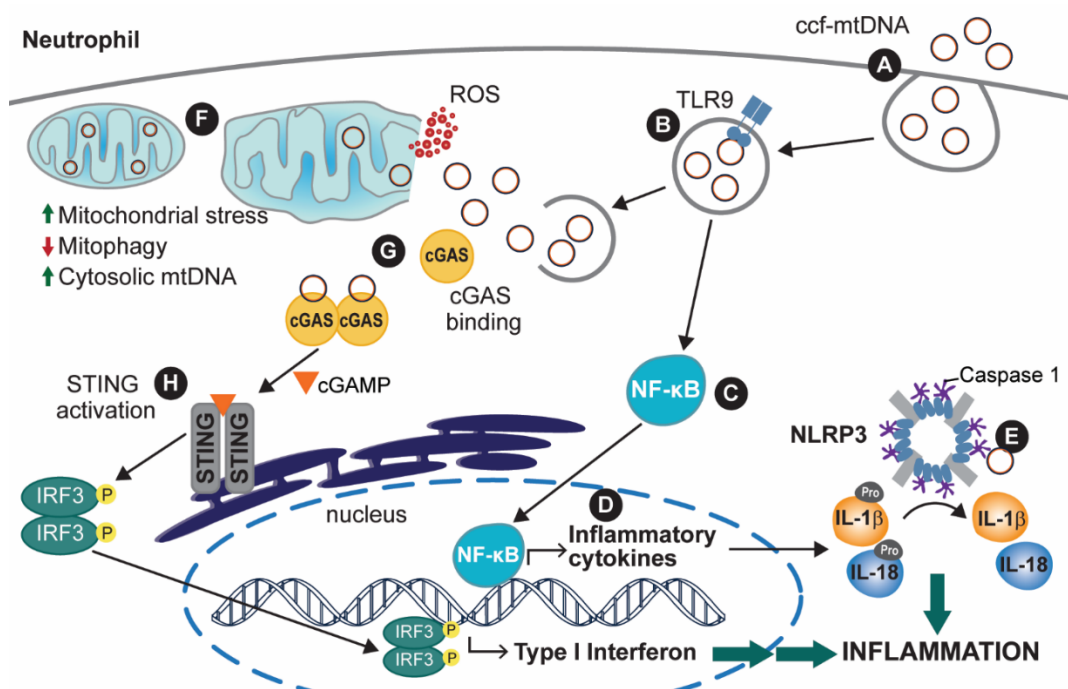 Neutrophil
ccf-mtDNA
A
F
ROS
TLR9
B
Mitochondrial stress
Mitophagy
Cytosolic mtDNA
G
cGAS
cGAS
binding
cGAS cGAS
STING
activation
H
cGAMP
STING STING
NF-κB
C
Caspase 1
NLRP3
E
IRF3 P
IRF3 P
nucleus
D
Inflammatory
cytokines
NF-κB
Pro
IL-1β
Pro
IL-18
IL-1β
IL-18
IRF3 P
IRF3 P
Type I Interferon
INFLAMMATION